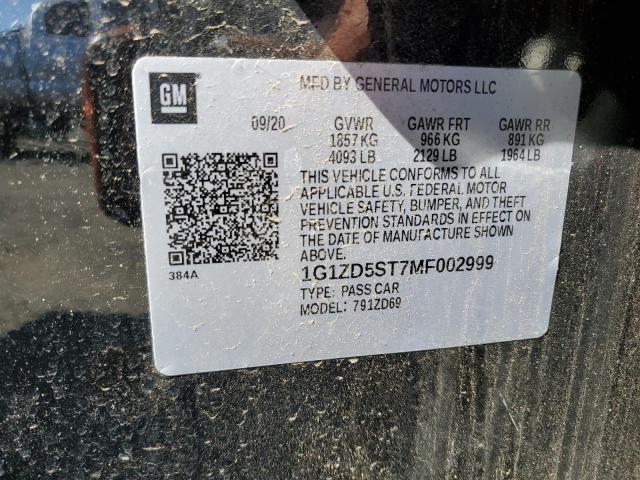 GM
MFD BY GENERAL MOTORS LLC
09/20 GVWR GAWR FRT GAWR RR
1857 KG 966 KG 891 KG
4093 LB 2129 LB 1964 LB
THIS VEHICLE CONFORMS TO ALL
APPLICABLE U.S. FEDERAL MOTOR
VEHICLE SAFETY, BUMPER, AND THEFT
PREVENTION STANDARDS IN EFFECT ON
THE DATE OF MANUFACTURE SHOWN
ABOVE.
384A
1G1ZD5ST7MF002999
TYPE: PASS CAR
MODEL: 791ZD69